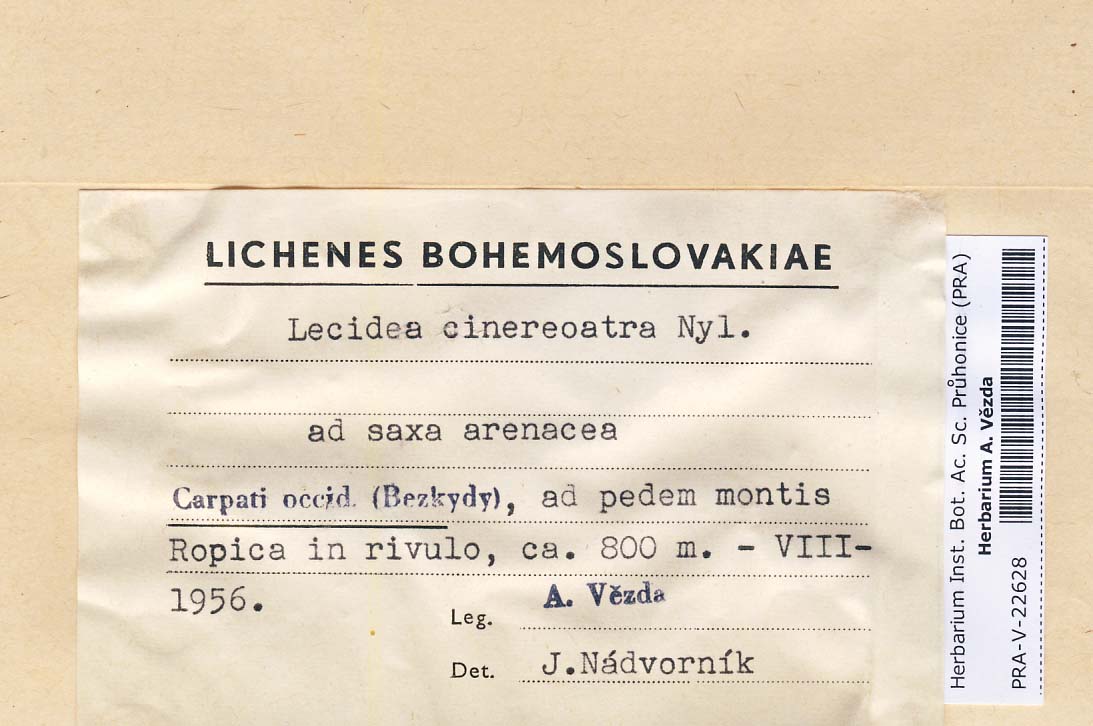 LICHENES BOHEMOSLOVAKIAE
Lecidea cinereoatra Nyl.
ad saxa arenacea
Carpati occid. (Bezkydy), ad pedem montis
Ropica in rivulo, ca. 800 m. - VIII-
1956.
Leg. A. Vězda
Det. J.Nádvorník
Herbarium Inst. Bot. Ac. Sc. Průhonice (PRA)
Herbarium A. Vězda
PRA-V-22628